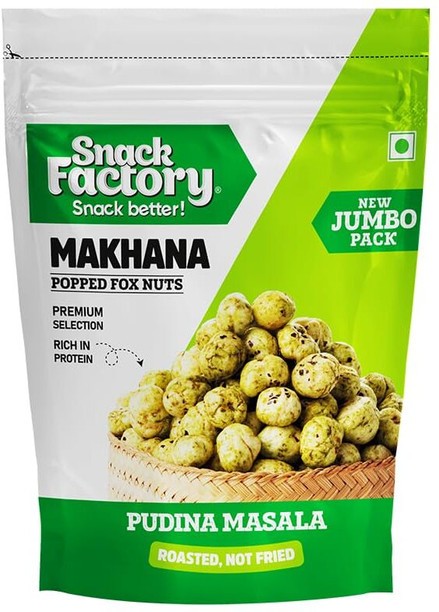 Snack
Factory®
Snack better!
NEW
JUMBO
PACK
MAKHANA
POPPED FOX NUTS
PREMIUM
SELECTION
RICH IN
PROTEIN
PUDINA MASALA
ROASTED, NOT FRIED